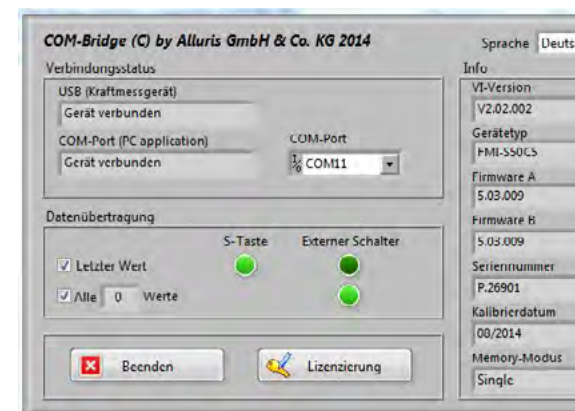 COM-Bridge (C) by Alluris GmbH & Co. KG 2014
Sprache Deuts
Verbindungsstatus
USB (Kraftmessgerät)
Gerät verbunden
COM-Port (PC application)
Gerät verbunden
COM-Port
COM11
Datenübertragung
S-Taste Externer Schalter
Letzter Wert
Alle 0 Werte
Beenden
Lizenzierung
Info
VI-Version
V2.02.002
Gerätetyp
FMI-S50C5
Firmware A
5.03.009
Firmware B
5.03.009
Seriennummer
P.26901
Kalibrierdatum
08/2014
Memory-Modus
Single